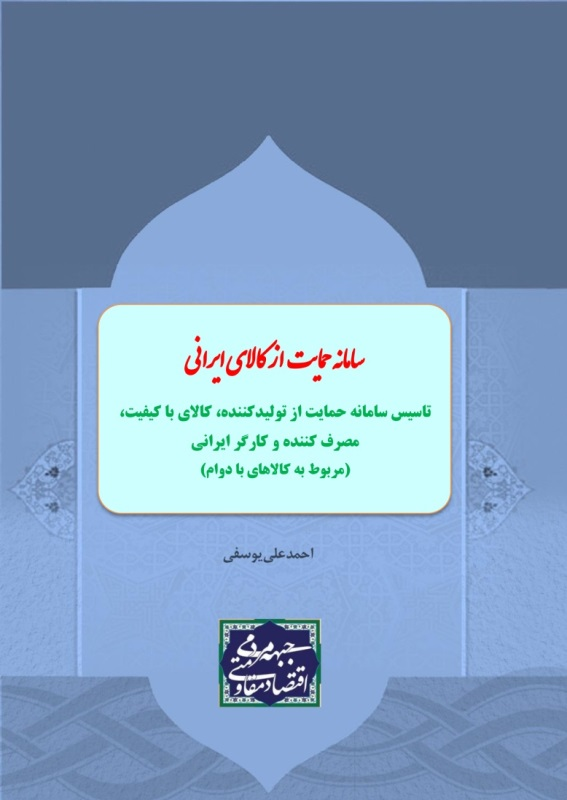 سامانه حمایت از کالای ایرانی
تاسیس سامانه حمایت از تولیدکننده، کالای با کیفیت،
مصرف کننده و کارگر ایرانی
(مربوط به کالاهای با دوام)
احمدعلی‌یوسفی
جبهه مردمی
اقتصاد مقاومتی